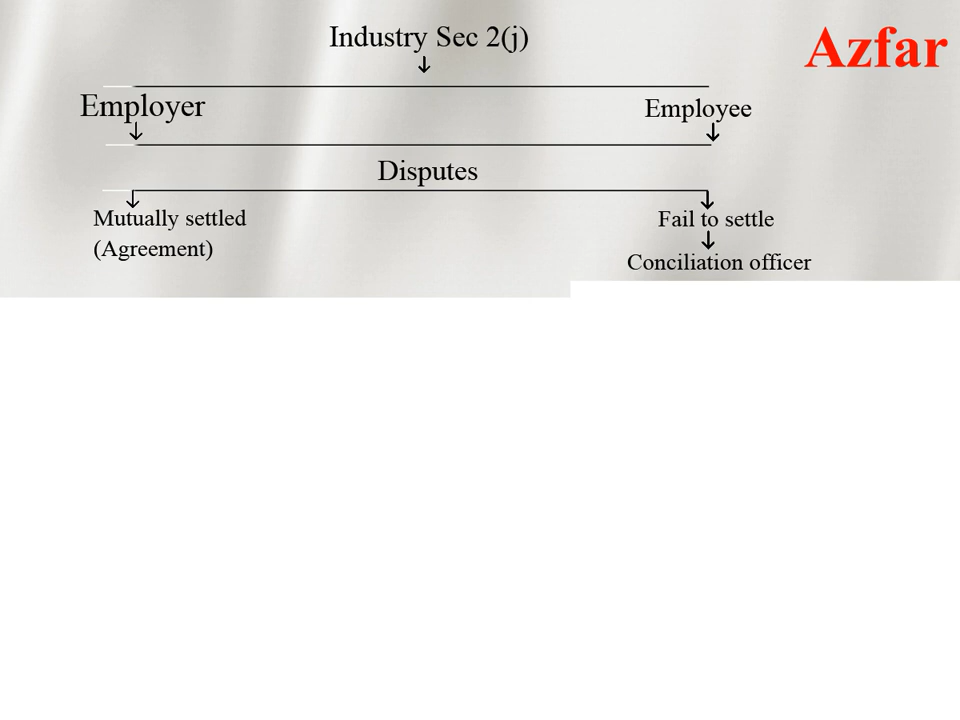 Industry Sec 2(j)
Azfar
Employer
Employee
Disputes
Mutually settled
(Agreement)
Fail to settle
Conciliation officer